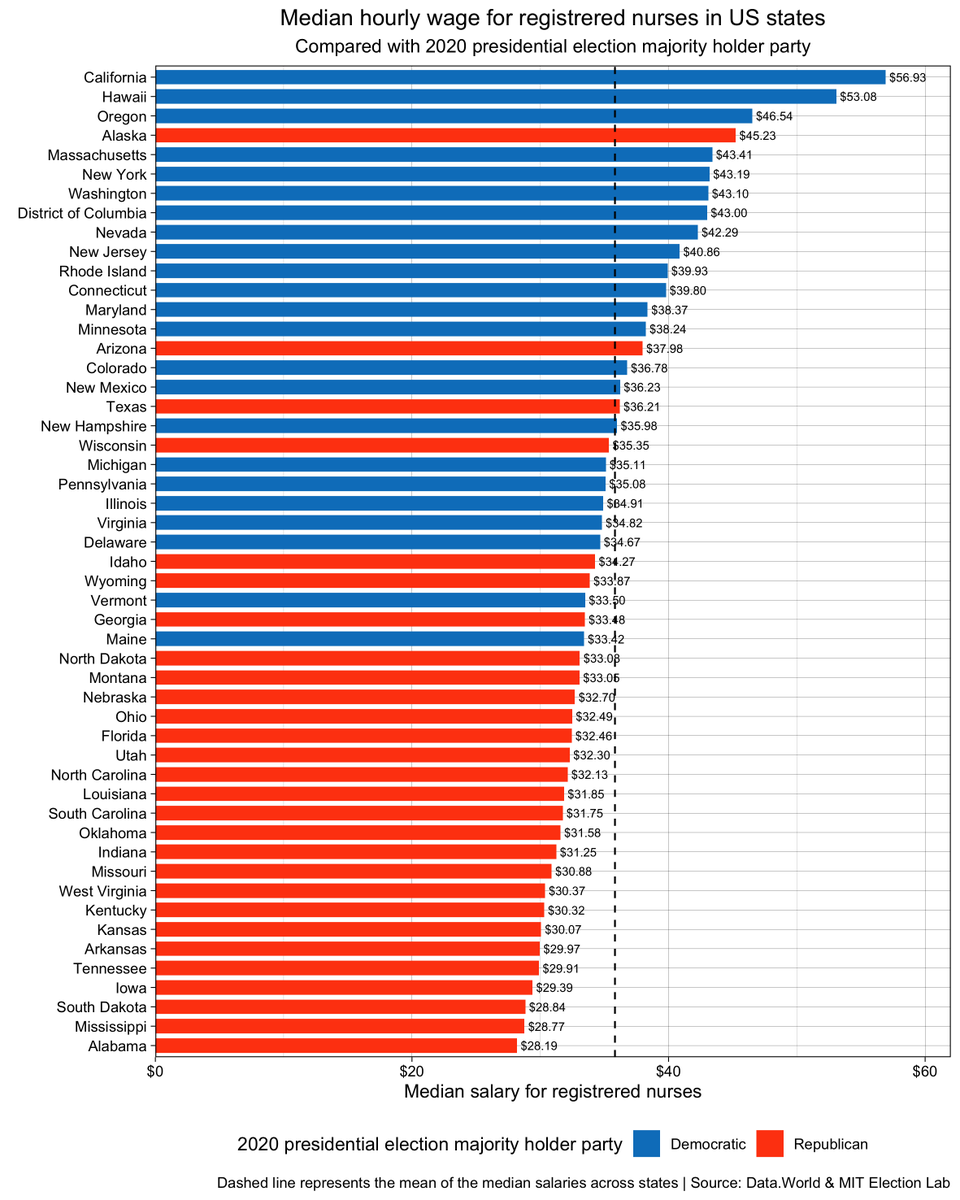 Median hourly wage for registrered nurses in US states
Compared with 2020 presidential election majority holder party
California $56.93
Hawaii $53.08
Oregon $46.54
Alaska $45.23
Massachusetts $43.41
New York $43.19
Washington $43.10
District of Columbia $43.00
Nevada $42.29
New Jersey $40.86
Rhode Island $39.93
Connecticut $39.80
Maryland $38.37
Minnesota $38.24
Arizona $37.98
Colorado $36.78
New Mexico $36.23
Texas $36.21
New Hampshire $35.98
Wisconsin $35.35
Michigan $35.11
Pennsylvania $35.08
Illinois $34.91
Virginia $34.82
Delaware $34.67
Idaho $34.27
Wyoming $33.87
Vermont $33.50
Georgia $33.48
Maine $33.42
North Dakota
Montana
Nebraska $32.70
Ohio $32.49
Florida $32.46
Utah $32.30
North Carolina $32.13
Louisiana $31.85
South Carolina $31.75
Oklahoma $31.58
Indiana $31.25
Missouri $30.88
West Virginia $30.37
Kentucky $30.32
Kansas $30.07
Arkansas $29.97
Tennessee $29.91
Iowa $29.39
South Dakota $28.84
Mississippi $28.77
Alabama $28.19
$0 $20 $40 $60
Median salary for registrered nurses
2020 presidential election majority holder party Democratic Republican
Dashed line represents the mean of the median salaries across states | Source: Data.World & MIT Election Lab